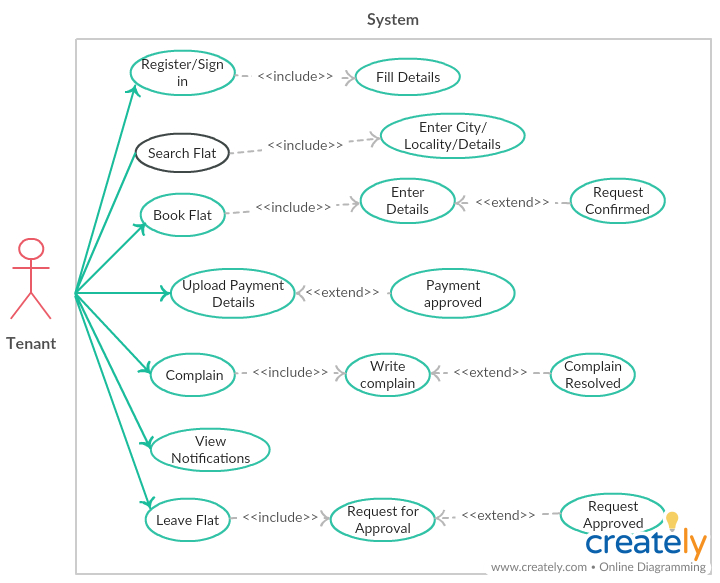 System
Register/Sign
in
<<include>>
Fill Details
Search Flat
<<include>>
Enter City/
Locality/Details
Book Flat
<<include>>
Enter
Details
<<extend>>
Request
Confirmed
Tenant
Upload Payment
Details
<<extend>>
Payment
approved
Complain
<<include>>
Write
complain
<<extend>>
Complain
Resolved
View
Notifications
Leave Flat
<<include>>
Request for
Approval
<<extend>>
Request
Approved
creately
www.creately.com • Online Diagramming